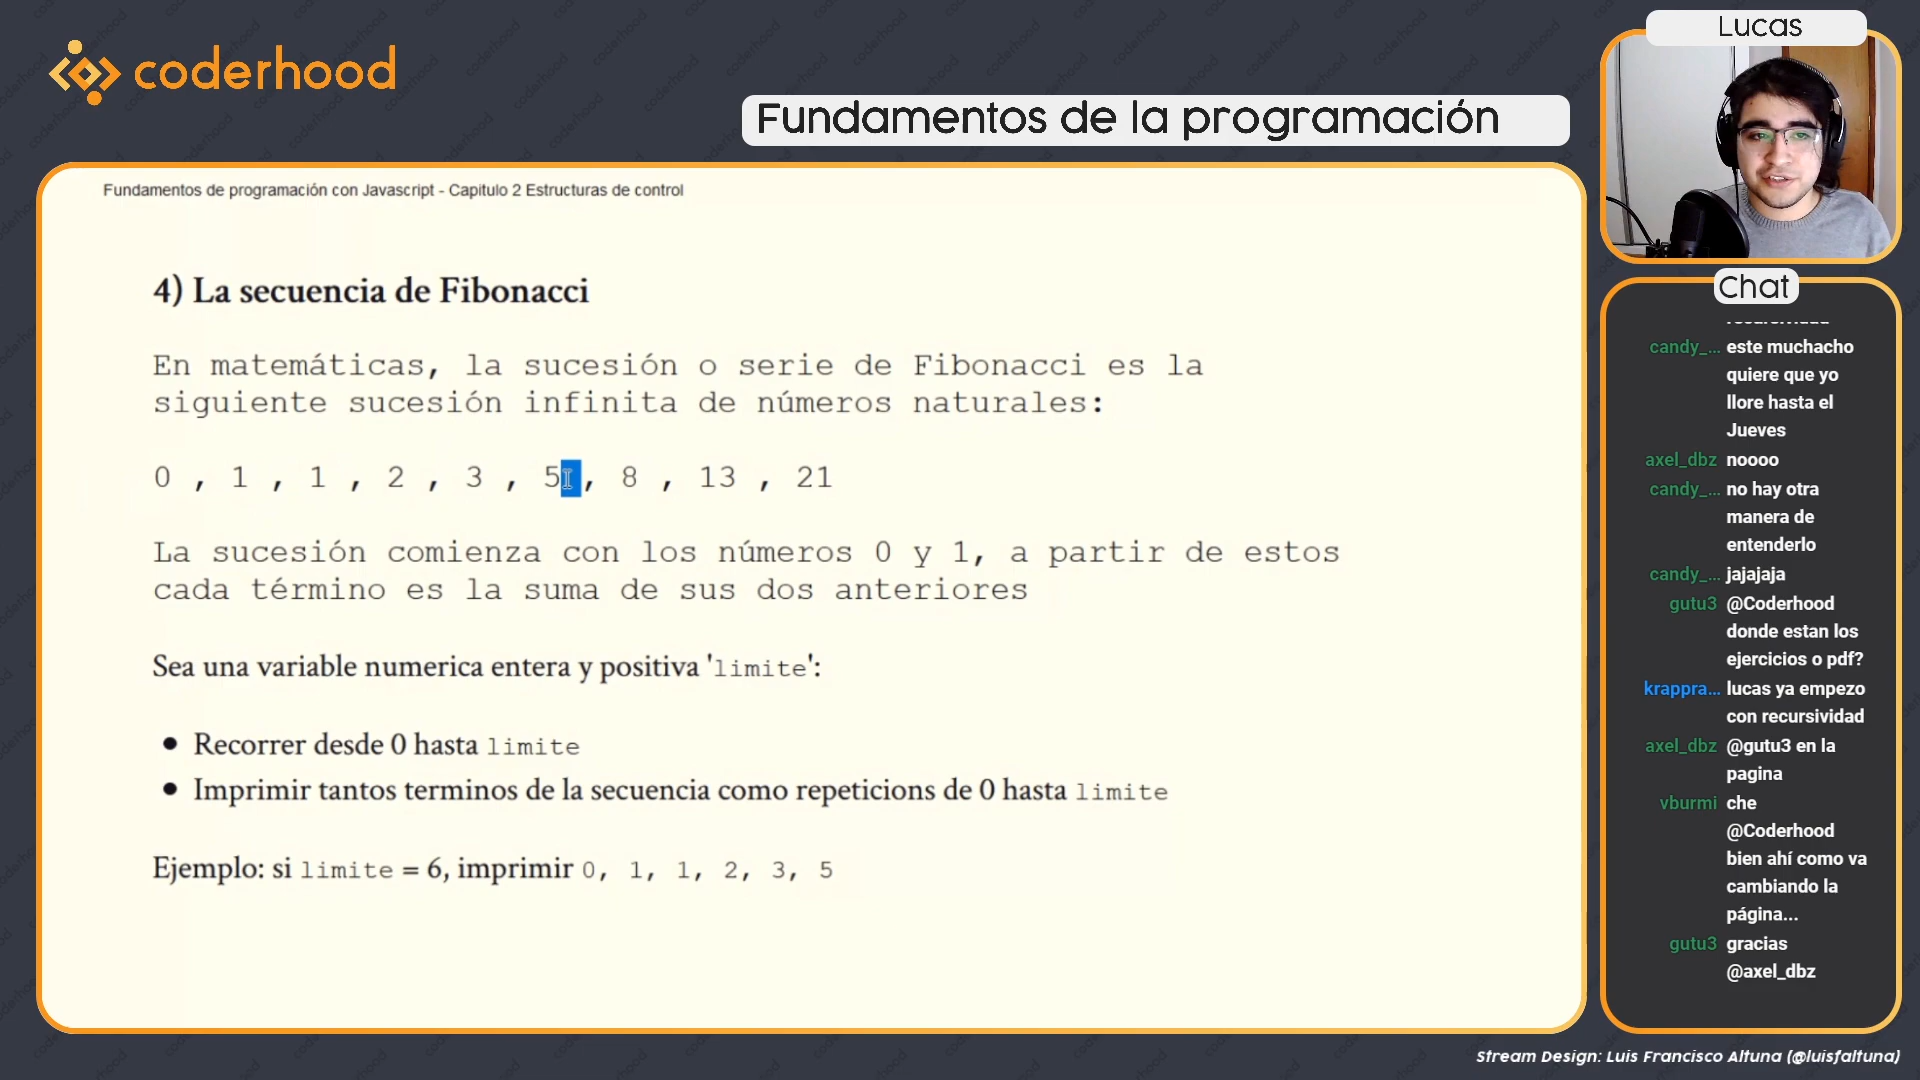 coderhood
Fundamentos de la programación
Lucas
Fundamentos de programación con Javascript - Capitulo 2 Estructuras de control
4) La secuencia de Fibonacci
En matemáticas, la sucesión o serie de Fibonacci es la
siguiente sucesión infinita de números naturales:
0 , 1 , 1 , 2 , 3 , 5 , 8 , 13 , 21
La sucesión comienza con los números 0 y 1, a partir de estos
cada término es la suma de sus dos anteriores
Sea una variable numerica entera y positiva 'limite':
• Recorrer desde 0 hasta limite
• Imprimir tantos terminos de la secuencia como repeticions de 0 hasta limite
Ejemplo: si limite = 6, imprimir 0, 1, 1, 2, 3, 5
Chat
candy_... este muchacho
quiere que yo
llore hasta el
Jueves
axel_dbz noooo
candy_... no hay otra
manera de
entenderlo
candy_... jajajaja
gutu3 @Coderhood
donde estan los
ejercicios o pdf?
krappra... lucas ya empezo
con recursividad
axel_dbz @gutu3 en la
pagina
vburmi che
@Coderhood
bien ahí como va
cambiando la
página...
gutu3 gracias
@axel_dbz
Stream Design: Luis Francisco Altuna (@luisfaltuna)